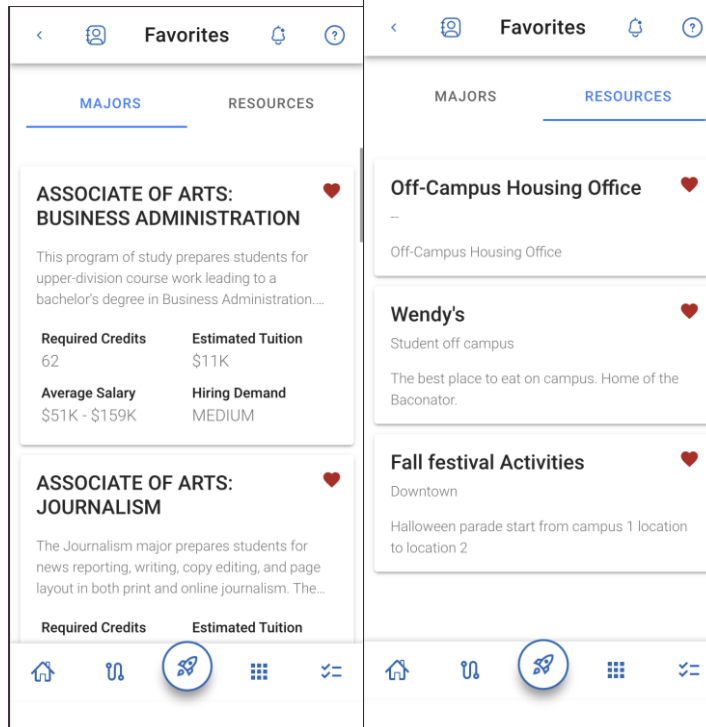 Favorites
MAJORS RESOURCES
ASSOCIATE OF ARTS:
BUSINESS ADMINISTRATION
This program of study prepares students for
upper-division course work leading to a
bachelor's degree in Business Administration....
Required Credits Estimated Tuition
62 $11K
Average Salary Hiring Demand
$51K - $159K MEDIUM
ASSOCIATE OF ARTS:
JOURNALISM
The Journalism major prepares students for
news reporting, writing, copy editing, and page
layout in both print and online journalism. The...
Required Credits Estimated Tuition
Favorites
MAJORS RESOURCES
Off-Campus Housing Office
--
Off-Campus Housing Office
Wendy's
Student off campus
The best place to eat on campus. Home of the
Baconator.
Fall festival Activities
Downtown
Halloween parade start from campus 1 location
to location 2